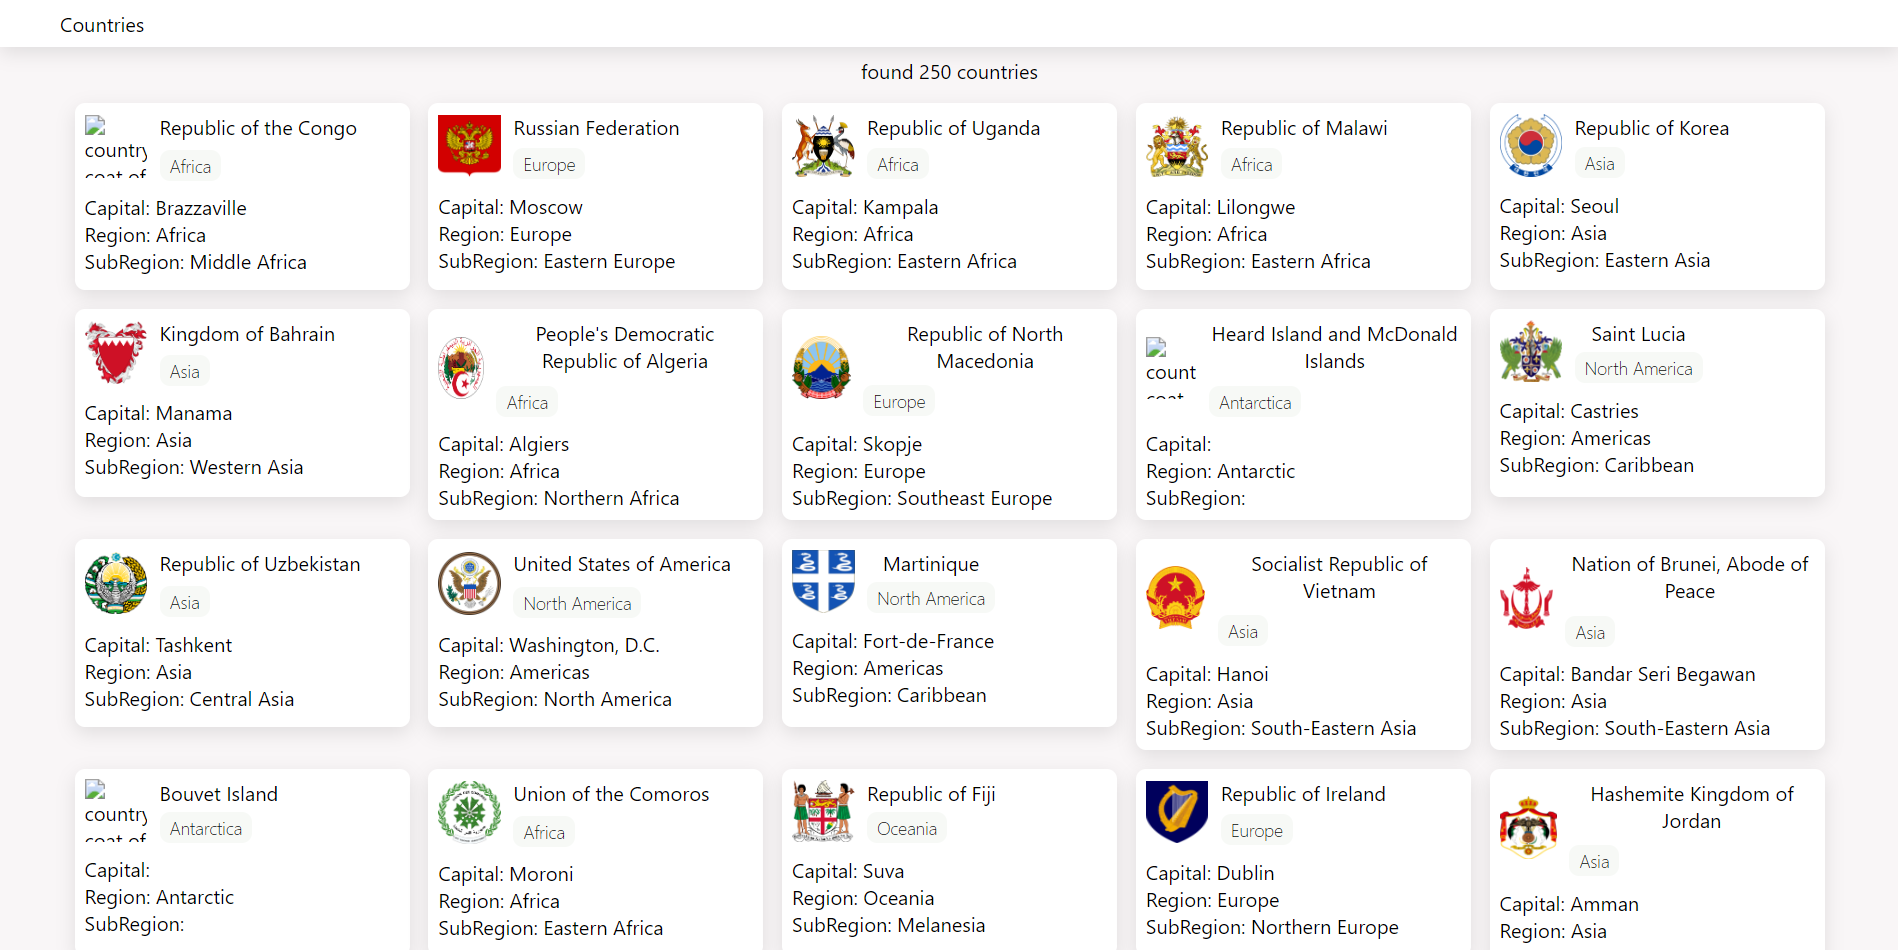 Countries
found 250 countries
country
coat of
Republic of the Congo
Africa
Capital: Brazzaville
Region: Africa
SubRegion: Middle Africa
Russian Federation
Europe
Capital: Moscow
Region: Europe
SubRegion: Eastern Europe
Republic of Uganda
Africa
Capital: Kampala
Region: Africa
SubRegion: Eastern Africa
Republic of Malawi
Africa
Capital: Lilongwe
Region: Africa
SubRegion: Eastern Africa
Republic of Korea
Asia
Capital: Seoul
Region: Asia
SubRegion: Eastern Asia
Kingdom of Bahrain
Asia
Capital: Manama
Region: Asia
SubRegion: Western Asia
People's Democratic
Republic of Algeria
Africa
Capital: Algiers
Region: Africa
SubRegion: Northern Africa
Republic of North
Macedonia
Europe
Capital: Skopje
Region: Europe
SubRegion: Southeast Europe
count
coat
Heard Island and McDonald
Islands
Antarctica
Capital:
Region: Antarctic
SubRegion:
Saint Lucia
North America
Capital: Castries
Region: Americas
SubRegion: Caribbean
Republic of Uzbekistan
Asia
Capital: Tashkent
Region: Asia
SubRegion: Central Asia
United States of America
North America
Capital: Washington, D.C.
Region: Americas
SubRegion: North America
Martinique
North America
Capital: Fort-de-France
Region: Americas
SubRegion: Caribbean
Socialist Republic of
Vietnam
Asia
Capital: Hanoi
Region: Asia
SubRegion: South-Eastern Asia
Nation of Brunei, Abode of
Peace
Asia
Capital: Bandar Seri Begawan
Region: Asia
SubRegion: South-Eastern Asia
country
coat of
Bouvet Island
Antarctica
Capital:
Region: Antarctic
SubRegion:
Union of the Comoros
Africa
Capital: Moroni
Region: Africa
SubRegion: Eastern Africa
Republic of Fiji
Oceania
Capital: Suva
Region: Oceania
SubRegion: Melanesia
Republic of Ireland
Europe
Capital: Dublin
Region: Europe
SubRegion: Northern Europe
Hashemite Kingdom of
Jordan
Asia
Capital: Amman
Region: Asia